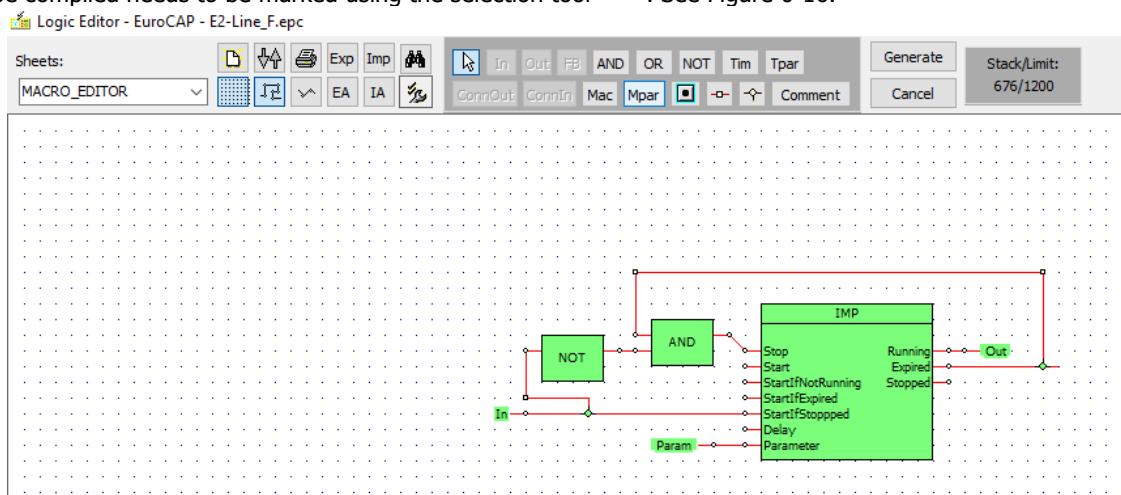 be compiled needs to be marked using the selection tool . See Figure 6-16.
Logic Editor - EuroCAP - E2-Line_F.epc
Sheets:
MACRO_EDITOR
Exp Imp
EA IA
In Out FB AND OR NOT Tim Tpar
ConnOut ConnIn Mac Mpar Comment
Generate
Cancel
Stack/Limit:
676/1200
IMP
AND
NOT
Stop Running Out
Start Expired
StartIfNotRunning Stopped
StartIfExpired
In StartIfStoppped
Delay
Param Parameter